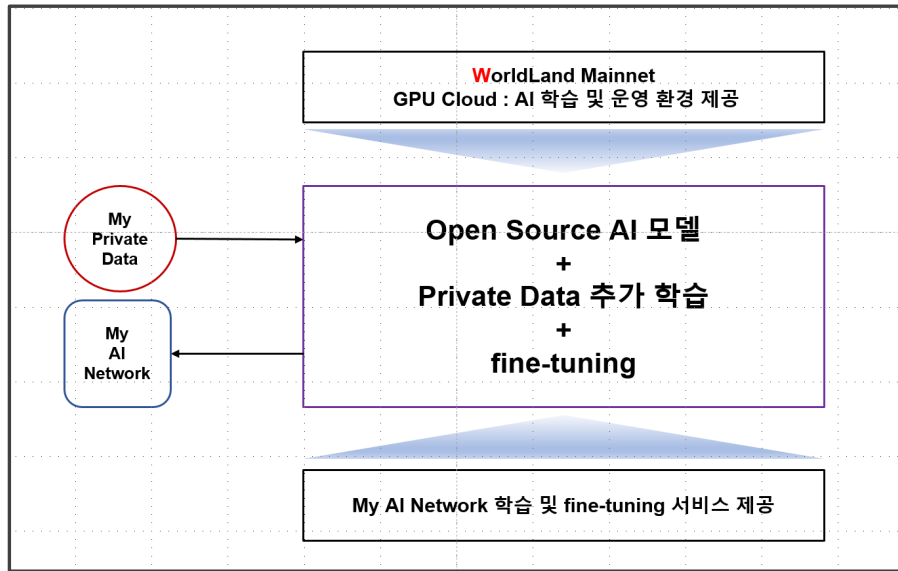 WorldLand Mainnet
GPU Cloud : AI 학습 및 운영 환경 제공
My
Private
Data
Open Source AI 모델
+
Private Data 추가 학습
+
fine-tuning
My
AI
Network
My AI Network 학습 및 fine-tuning 서비스 제공